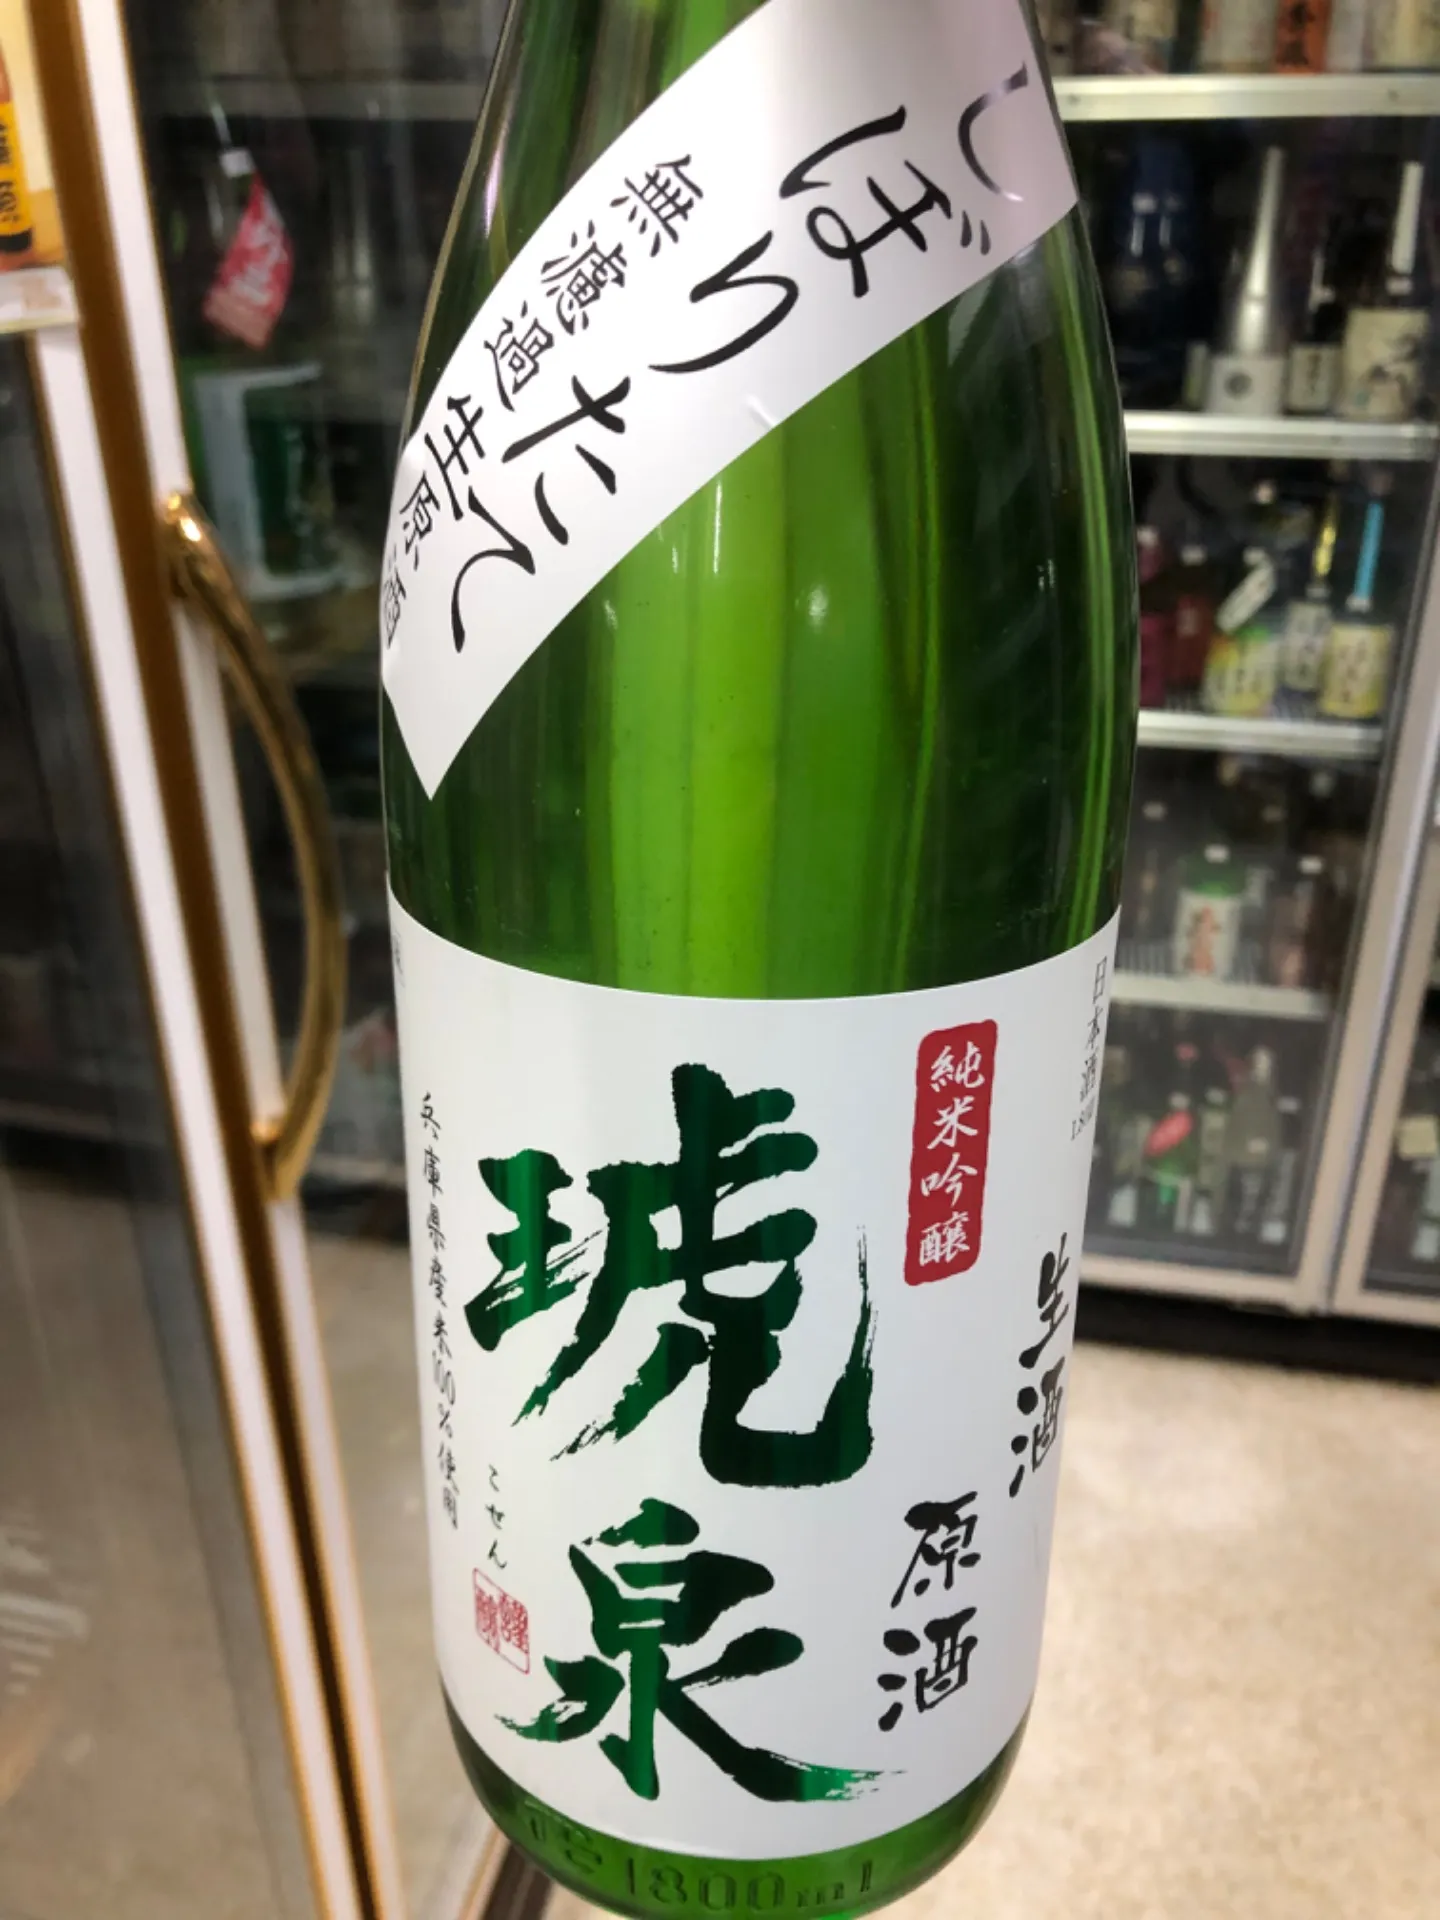 しぼりたて
無濾過生原酒
日本酒
純米吟醸
生酒
原酒
琥泉
こせん
兵庫県産米100%使用
1800ml